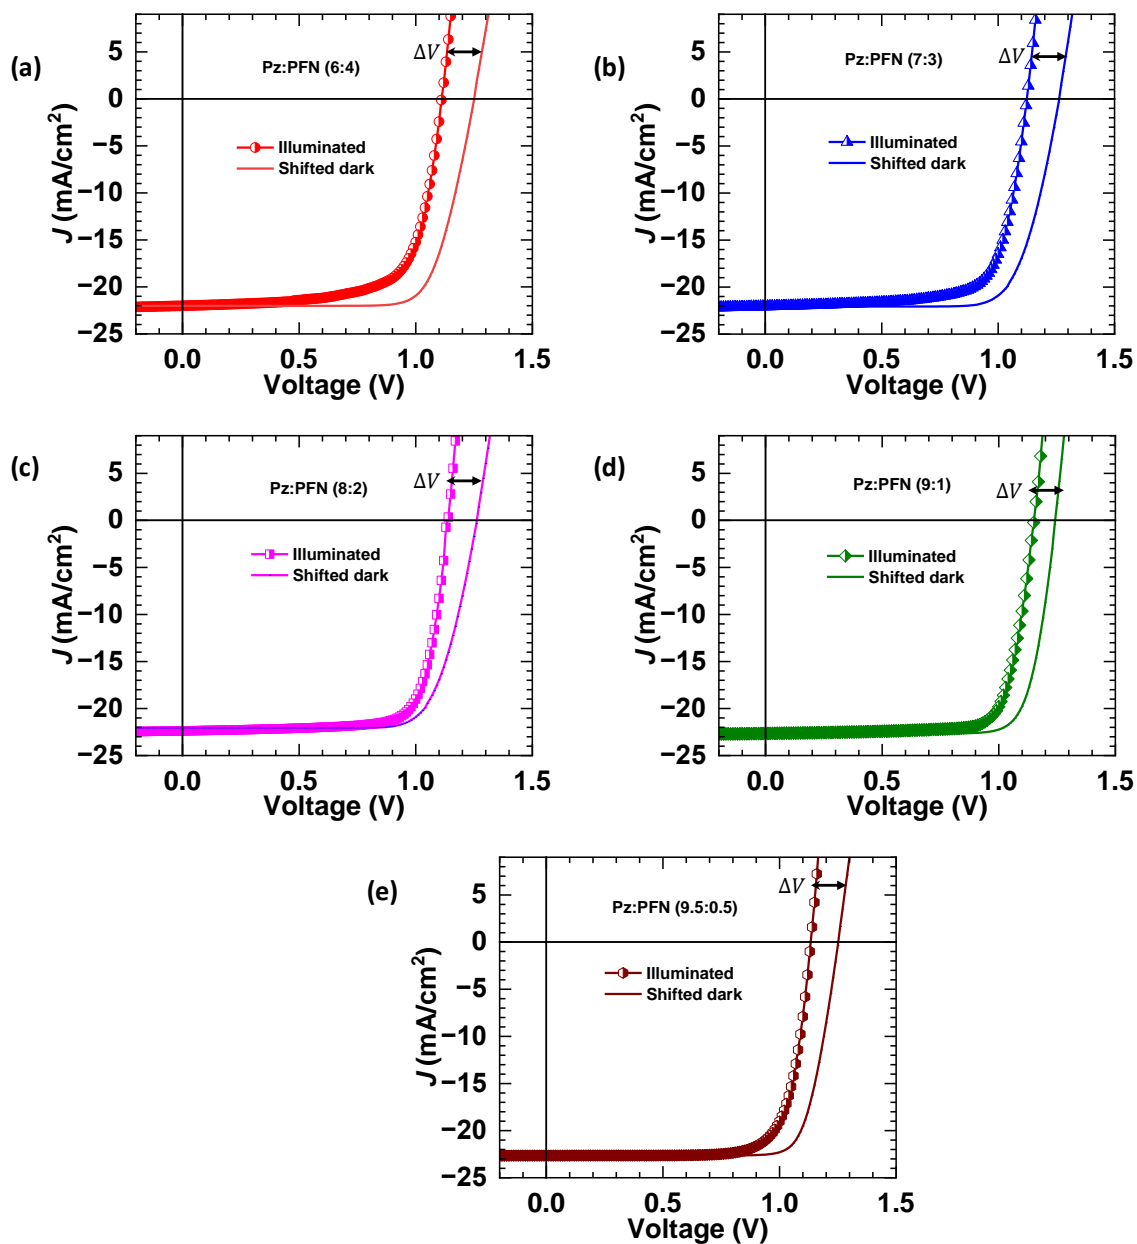 (a)
5
0
−5
−10
−15
−20
−25
J (mA/cm²)
Pz:PFN (6:4)
ΔV
Illuminated
Shifted dark
0.0 0.5 1.0 1.5
Voltage (V)
(b)
5
0
−5
−10
−15
−20
−25
J (mA/cm²)
Pz:PFN (7:3)
ΔV
Illuminated
Shifted dark
0.0 0.5 1.0 1.5
Voltage (V)
(c)
5
0
−5
−10
−15
−20
−25
J (mA/cm²)
Pz:PFN (8:2)
ΔV
Illuminated
Shifted dark
0.0 0.5 1.0 1.5
Voltage (V)
(d)
5
0
−5
−10
−15
−20
−25
J (mA/cm²)
Pz:PFN (9:1)
ΔV
Illuminated
Shifted dark
0.0 0.5 1.0 1.5
Voltage (V)
(e)
5
0
−5
−10
−15
−20
−25
J (mA/cm²)
Pz:PFN (9.5:0.5)
ΔV
Illuminated
Shifted dark
0.0 0.5 1.0 1.5
Voltage (V)